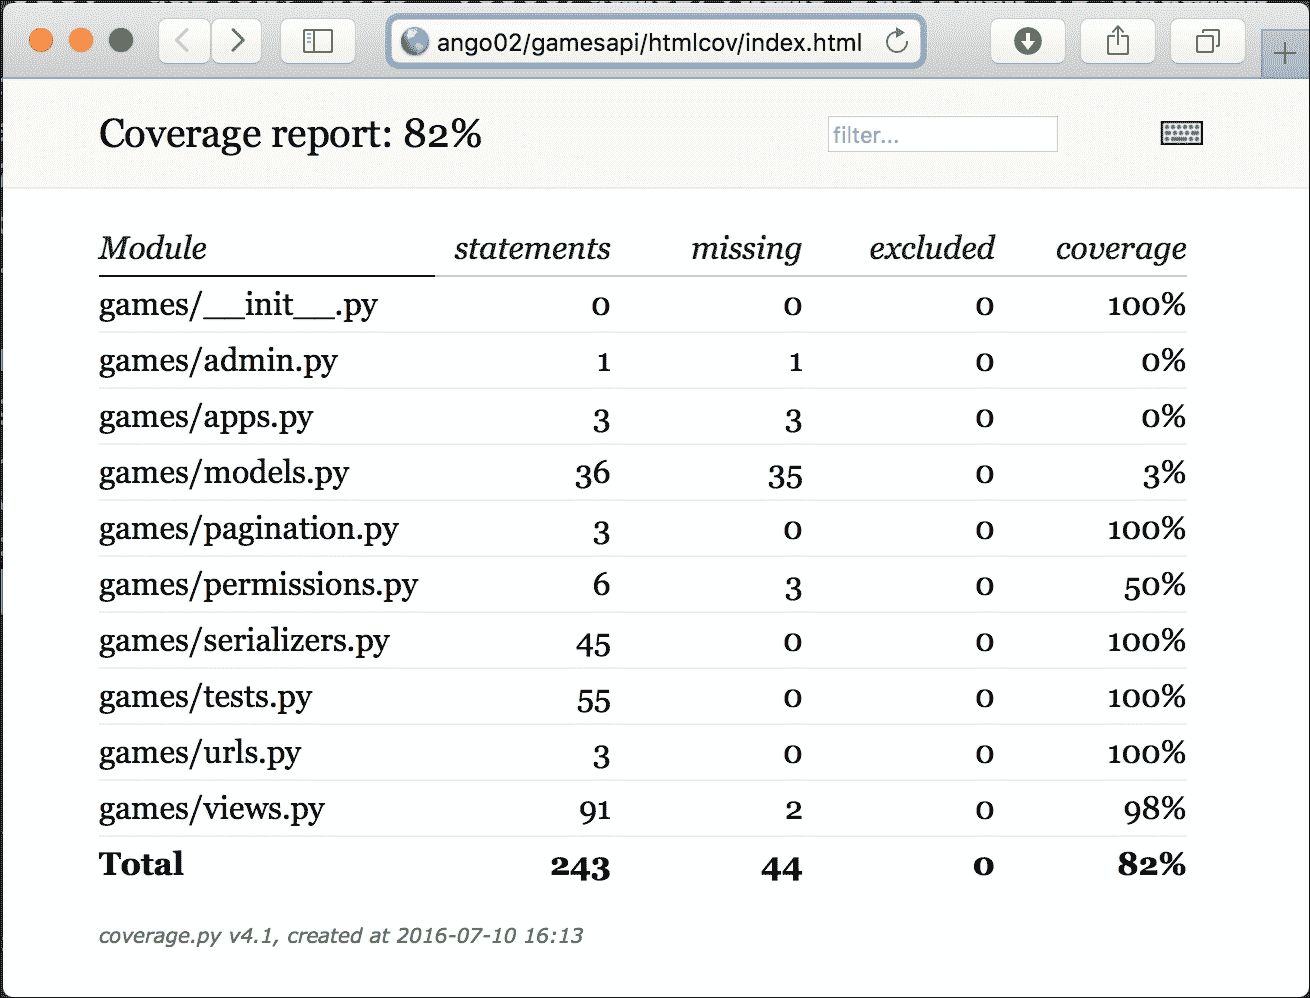 ango02/gamesapi/htmlcov/index.html
Coverage report: 82%
filter...
Module statements missing excluded coverage
games/__init__.py 0 0 0 100%
games/admin.py 1 1 0 0%
games/apps.py 3 3 0 0%
games/models.py 36 35 0 3%
games/pagination.py 3 0 0 100%
games/permissions.py 6 3 0 50%
games/serializers.py 45 0 0 100%
games/tests.py 55 0 0 100%
games/urls.py 3 0 0 100%
games/views.py 91 2 0 98%
Total 243 44 0 82%
coverage.py v4.1, created at 2016-07-10 16:13